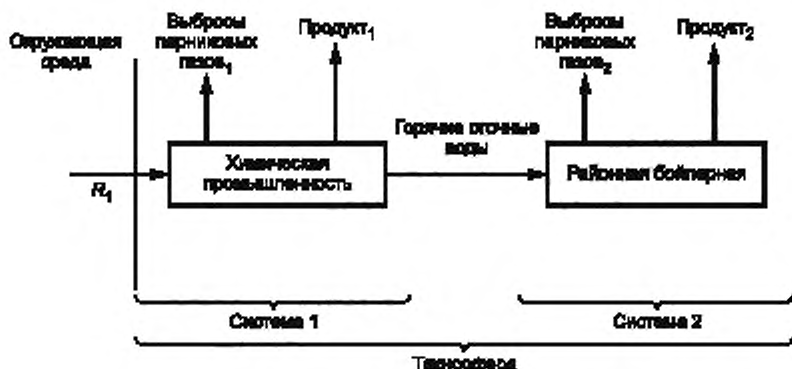 Окружающая
среда
Выбросы
парниковых
газов1
Продукт1
Выбросы
парниковых
газов2
Продукт2
Горячие сточные
воды
R1
Химическая
промышленность
Районная бойлерная
Система 1
Система 2
Техносфера